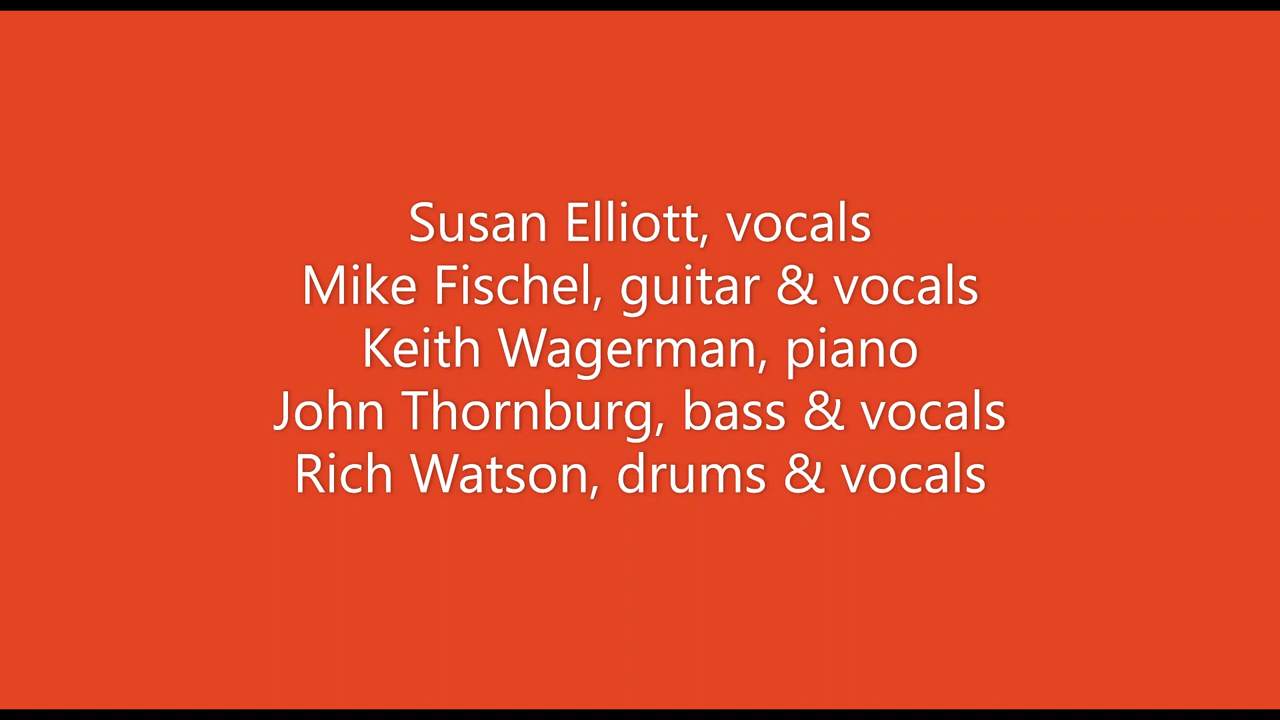 Susan Elliott, vocals
Mike Fischel, guitar & vocals
Keith Wagerman, piano
John Thornburg, bass & vocals
Rich Watson, drums & vocals